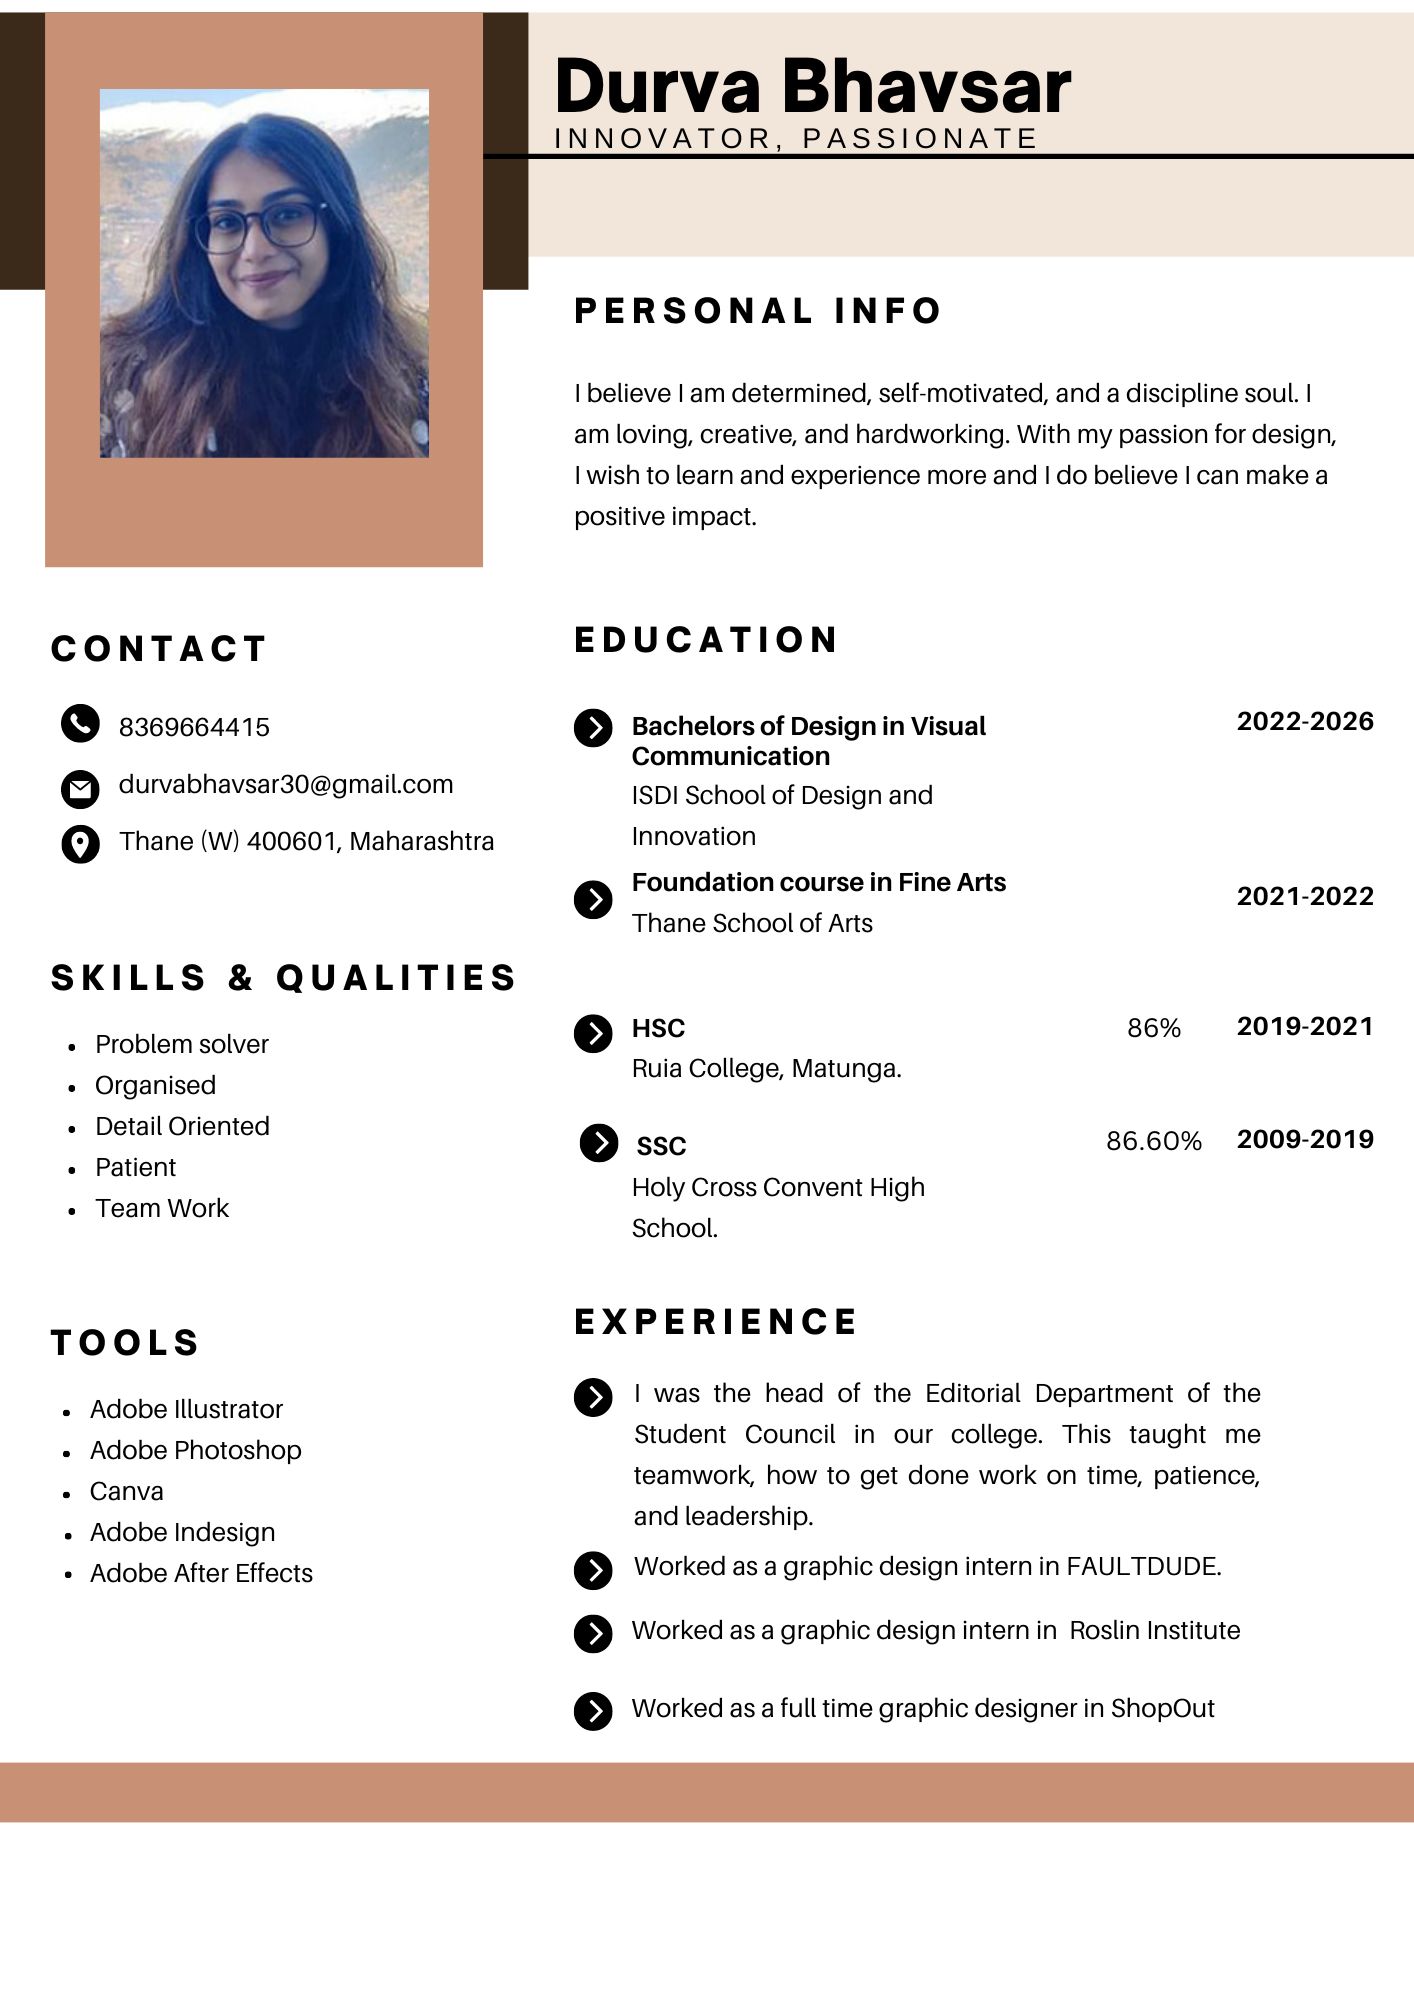 Durva Bhavsar
INNOVATOR, PASSIONATE
PERSONAL INFO
I believe I am determined, self-motivated, and a discipline soul. I
am loving, creative, and hardworking. With my passion for design,
I wish to learn and experience more and I do believe I can make a
positive impact.
CONTACT
8369664415
durvabhavsar30@gmail.com
Thane (W) 400601, Maharashtra
SKILLS & QUALITIES
Problem solver
Organised
Detail Oriented
Patient
Team Work
TOOLS
Adobe Illustrator
Adobe Photoshop
Canva
Adobe Indesign
Adobe After Effects
EDUCATION
Bachelors of Design in Visual 2022-2026
Communication
ISDI School of Design and
Innovation
Foundation course in Fine Arts 2021-2022
Thane School of Arts
HSC 86% 2019-2021
Ruia College, Matunga.
SSC 86.60% 2009-2019
Holy Cross Convent High
School.
EXPERIENCE
I was the head of the Editorial Department of the
Student Council in our college. This taught me
teamwork, how to get done work on time, patience,
and leadership.
Worked as a graphic design intern in FAULTDUDE.
Worked as a graphic design intern in Roslin Institute
Worked as a full time graphic designer in ShopOut